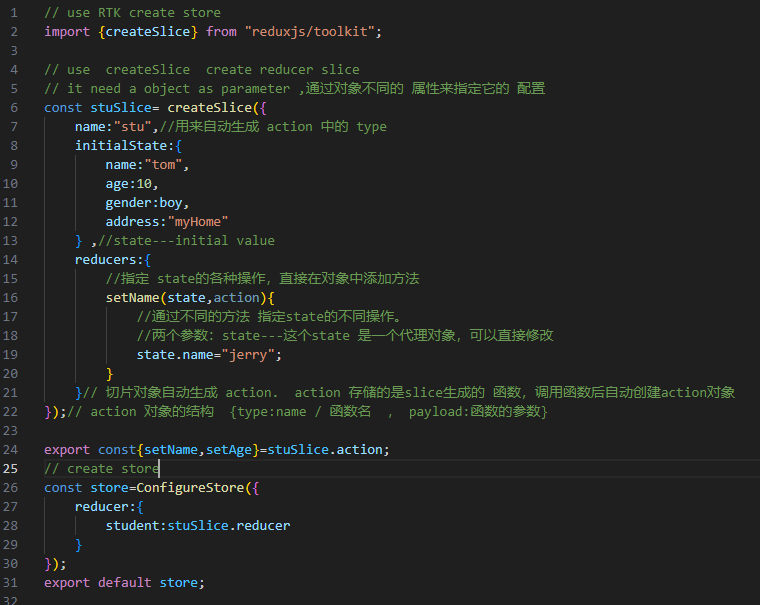 1 // use RTK create store
2 import {createSlice} from "reduxjs/toolkit";
3
4 // use  createSlice  create reducer slice
5 // it need a object as parameter ,通过对象不同的 属性来指定它的 配置
6 const stuSlice= createSlice({
7     name:"stu",//用来自动生成 action 中的 type
8     initialState:{
9         name:"tom",
10         age:10,
11         gender:boy,
12         address:"myHome"
13     } ,//state---initial value
14     reducers:{
15         //指定 state的各种操作，直接在对象中添加方法
16         setName(state,action){
17             //通过不同的方法 指定state的不同操作。
18             //两个参数：state---这个state 是一个代理对象，可以直接修改
19             state.name="jerry";
20         }
21     }// 切片对象自动生成 action.  action 存储的是slice生成的 函数，调用函数后自动创建action对象
22 });// action 对象的结构  {type:name / 函数名  ， payload:函数的参数}
23
24 export const{setName,setAge}=stuSlice.action;
25 // create store
26 const store=ConfigureStore({
27     reducer:{
28         student:stuSlice.reducer
29     }
30 });
31 export default store;
32